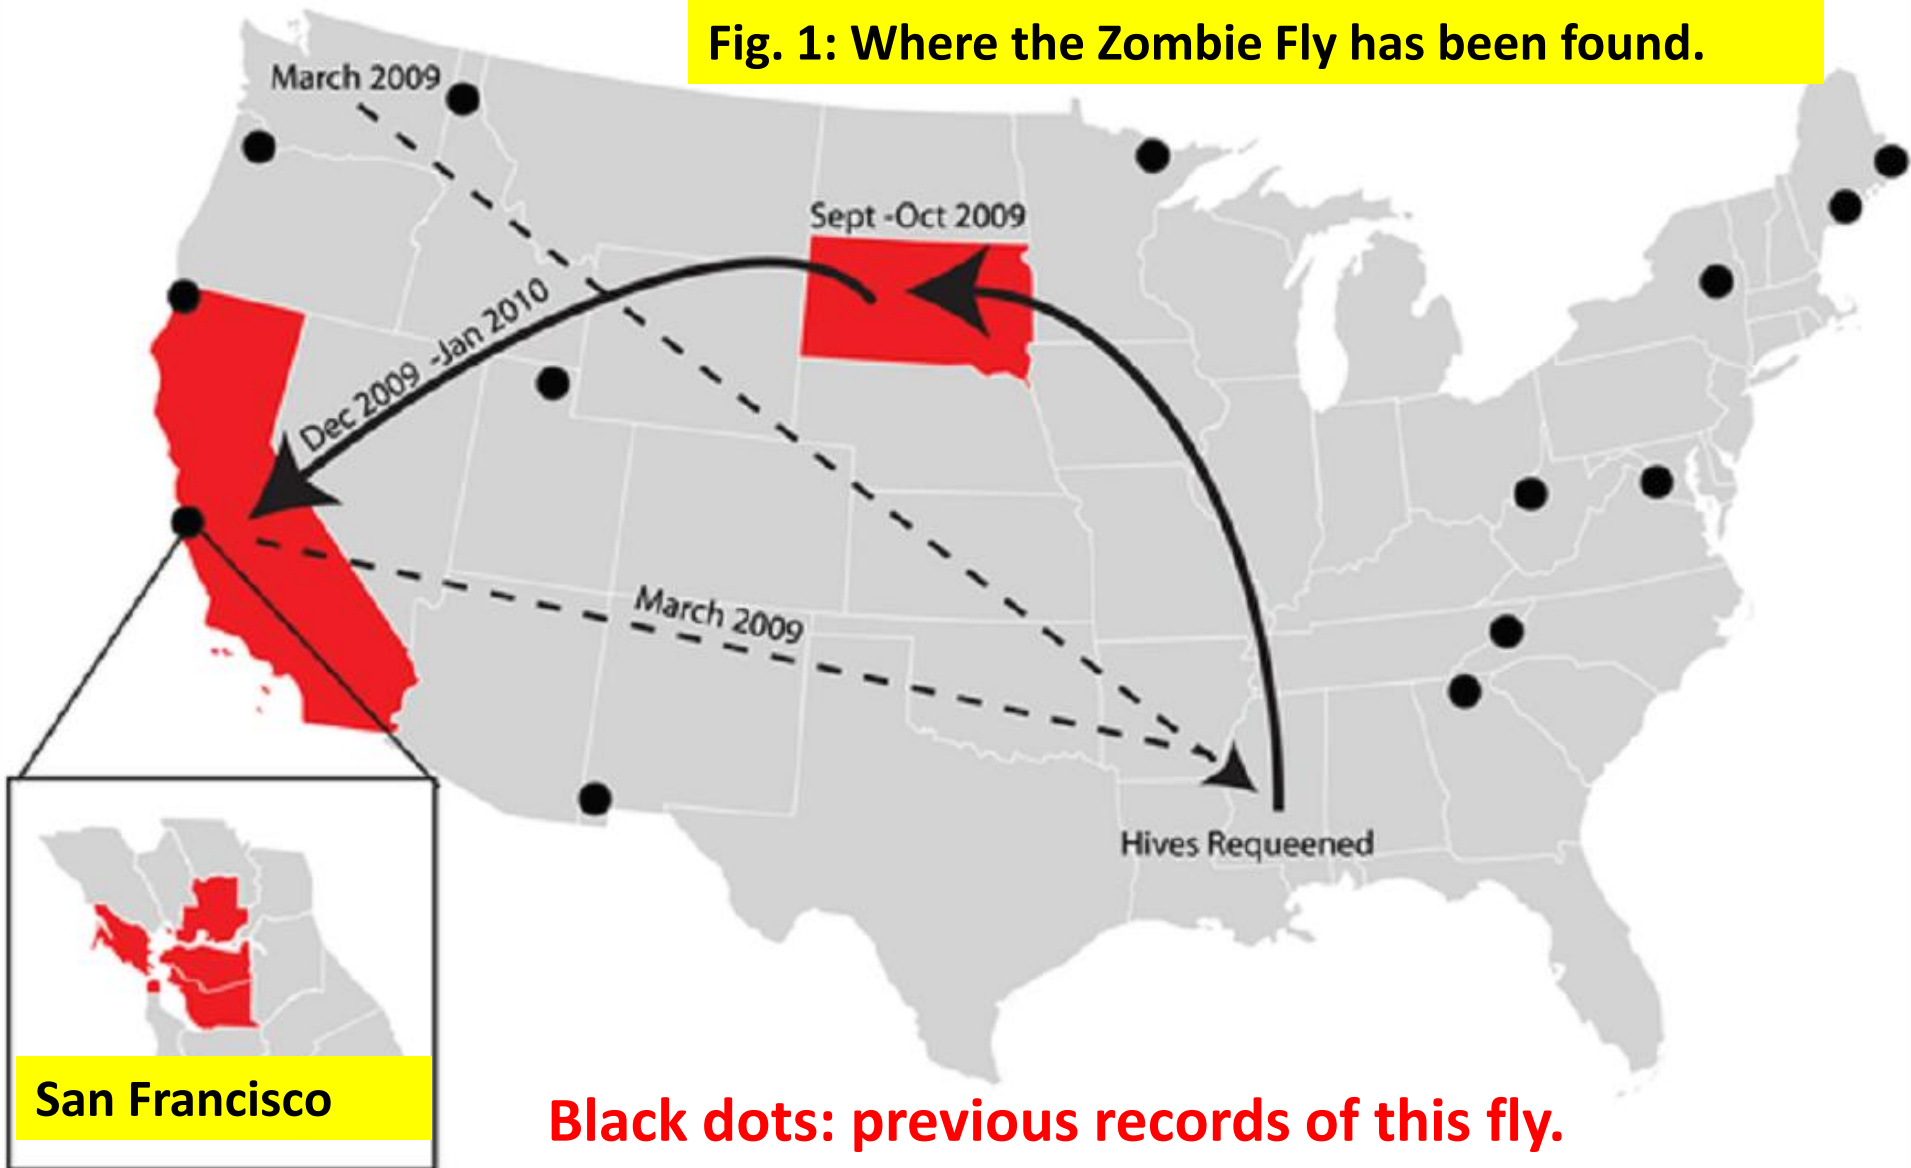 Fig. 1: Where the Zombie Fly has been found.
March 2009
Sept -Oct 2009
Dec 2009 -Jan 2010
March 2009
Hives Requeened
San Francisco
Black dots: previous records of this fly.